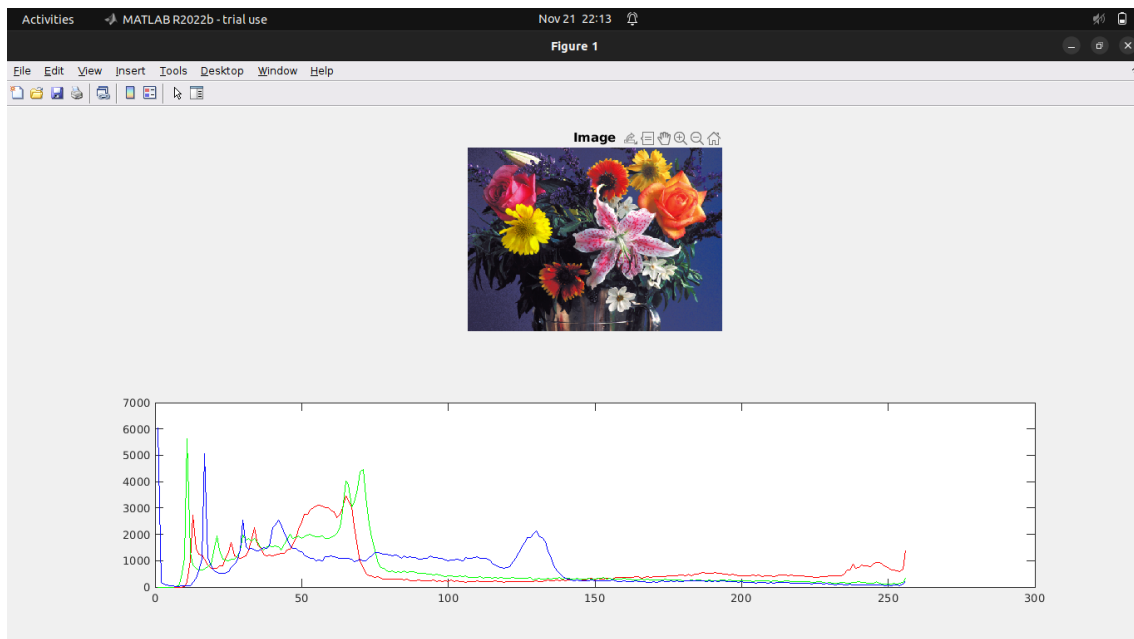 Activities MATLAB R2022b - trial use Nov 21 22:13
Figure 1
File Edit View Insert Tools Desktop Window Help
Image
7000
6000
5000
4000
3000
2000
1000
0
0 50 100 150 200 250 300